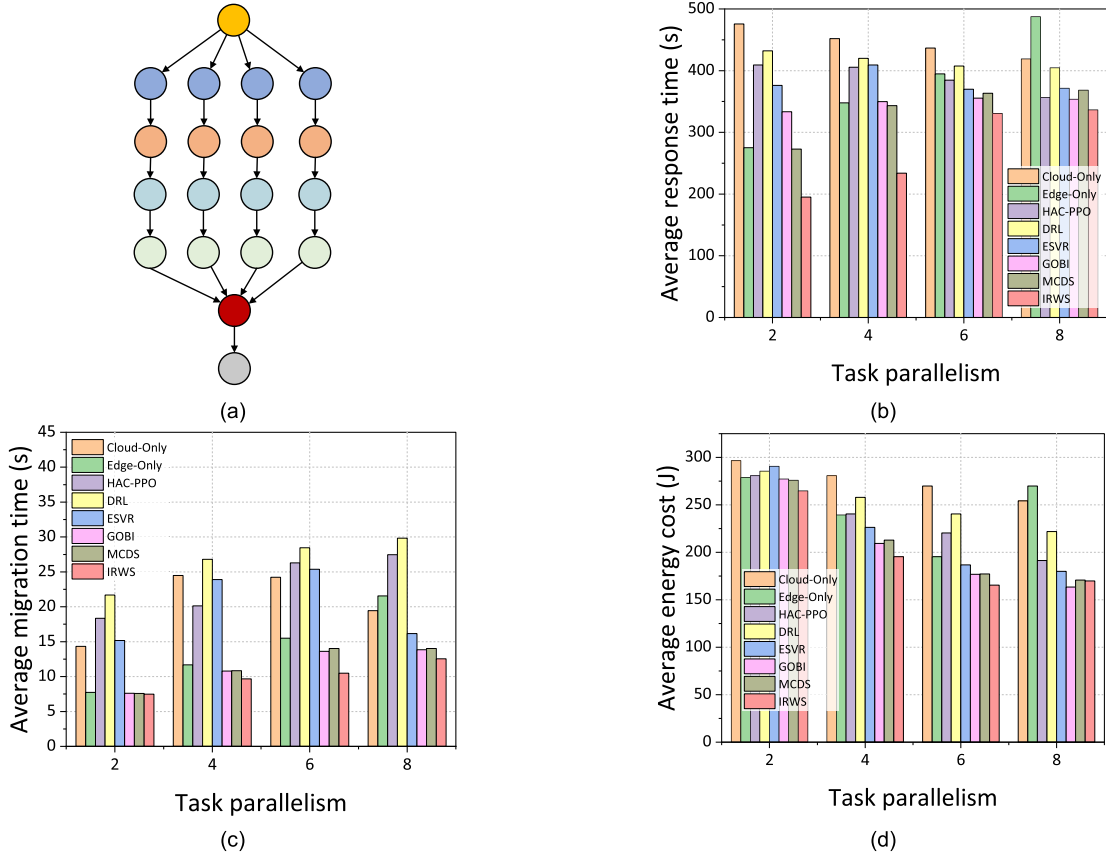 (a)
500
400
300
200
100
0
Average response time (s)
Cloud-Only
Edge-Only
HAC-PPO
DRL
ESVR
GOBI
MCDS
IRWS
2 4 6 8
Task parallelism
(b)
45
40
35
30
25
20
15
10
5
0
Average migration time (s)
Cloud-Only
Edge-Only
HAC-PPO
DRL
ESVR
GOBI
MCDS
IRWS
2 4 6 8
Task parallelism
(c)
300
250
200
150
100
50
0
Average energy cost (J)
Cloud-Only
Edge-Only
HAC-PPO
DRL
ESVR
GOBI
MCDS
IRWS
2 4 6 8
Task parallelism
(d)